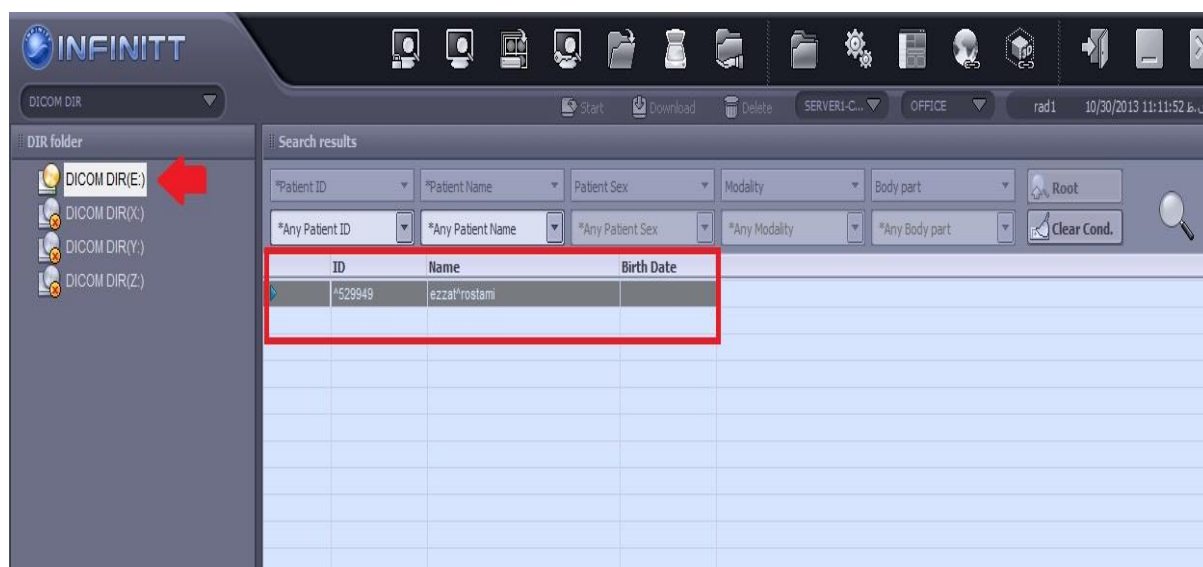 INFINITT
DICOM DIR
Start Download Delete SERVER1-C... OFFICE rad1 10/30/2013 11:11:52
DIR folder
DICOM DIR(E:)
DICOM DIR(X:)
DICOM DIR(Y:)
DICOM DIR(Z:)
Search results
*Patient ID *Patient Name Patient Sex Modality Body part Root
*Any Patient ID *Any Patient Name *Any Patient Sex *Any Modality *Any Body part Clear Cond.
ID Name Birth Date
^529949 ezzat^rostami